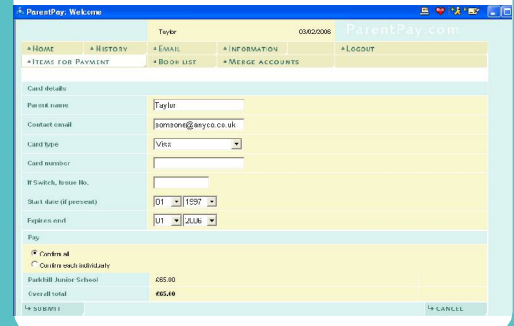 ParentPay: Welcome
Taylor 03/02/2006 ParentPay.com
HOME HISTORY EMAIL INFORMATION LOGOUT
ITEMS FOR PAYMENT BOOK LIST MERGE ACCOUNTS
Card details
Parent name Taylor
Contact email someone@anyco.co.uk
Card type Visa
Card number
If Switch, Issue No.
Start date (if present) 01 1997
Expires end 01 2006
Pay
Confirm all
Confirm each individually
Parkhill Junior School £65.00
Overall total £65.00
SUBMIT CANCEL